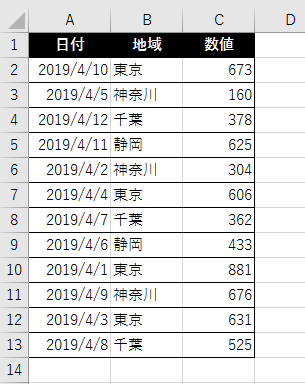 A B C D
1 日付 地域 数値
2 2019/4/10 東京 673
3 2019/4/5 神奈川 160
4 2019/4/12 千葉 378
5 2019/4/11 静岡 625
6 2019/4/2 神奈川 304
7 2019/4/4 東京 606
8 2019/4/7 千葉 362
9 2019/4/6 静岡 433
10 2019/4/1 東京 881
11 2019/4/9 神奈川 676
12 2019/4/3 東京 631
13 2019/4/8 千葉 525
14